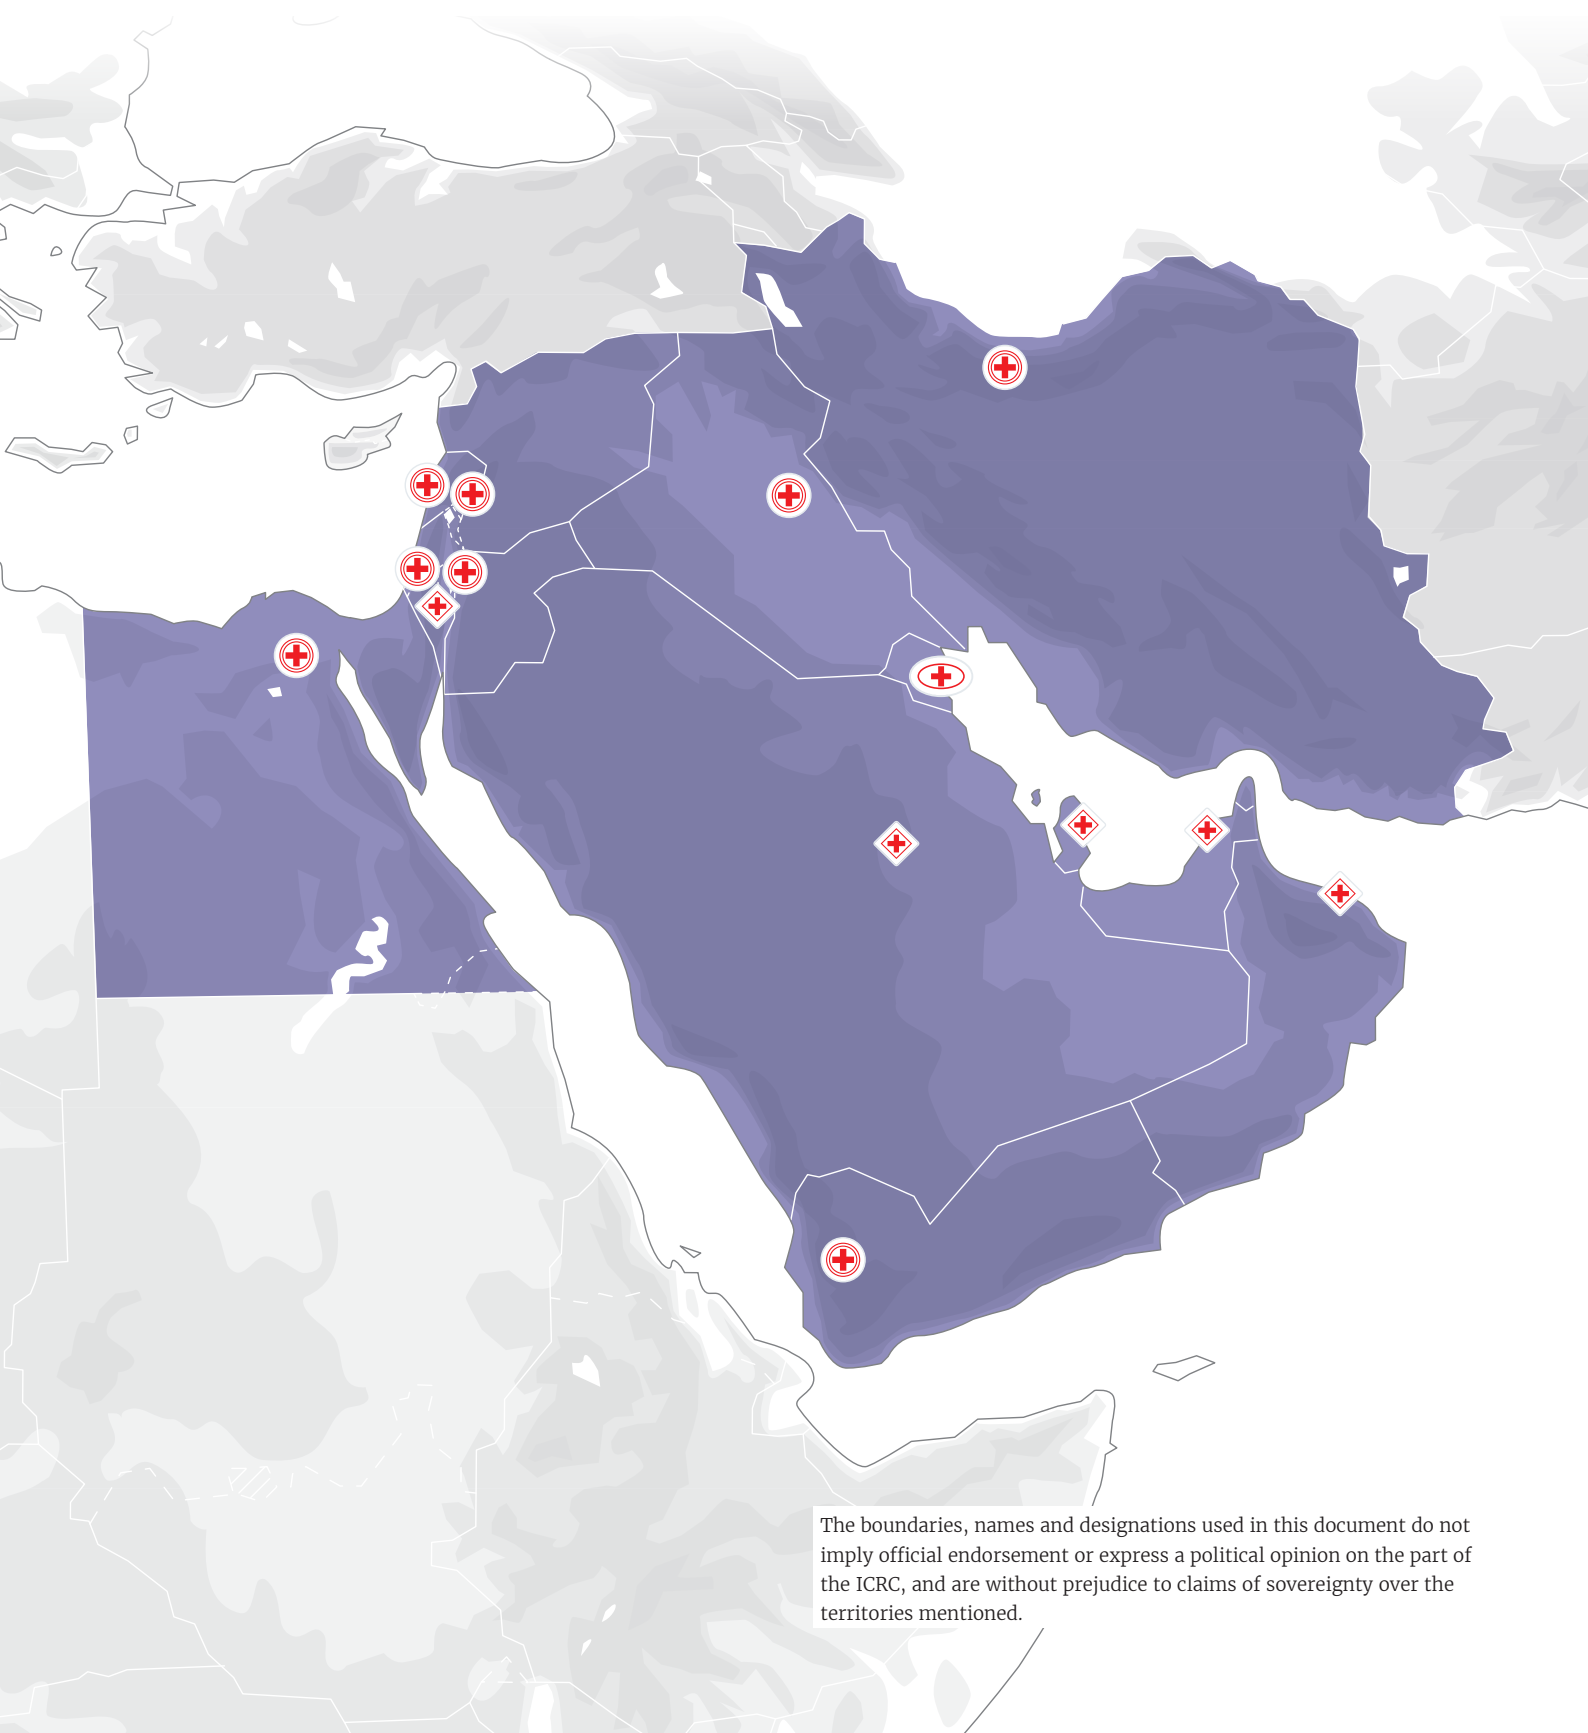 The boundaries, names and designations used in this document do not
imply official endorsement or express a political opinion on the part of
the ICRC, and are without prejudice to claims of sovereignty over the
territories mentioned.